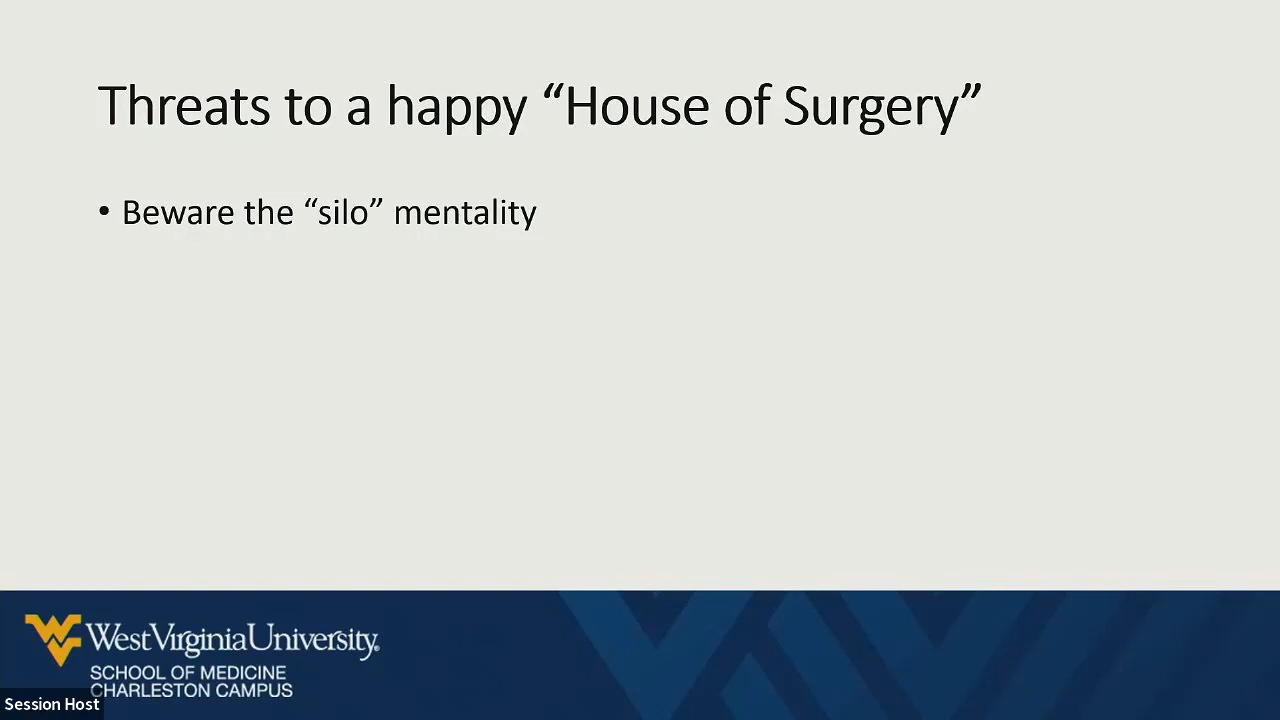 Threats to a happy “House of Surgery”
• Beware the “silo” mentality
WestVirginiaUniversity®
SCHOOL OF MEDICINE
CHARLESTON CAMPUS
Session Host